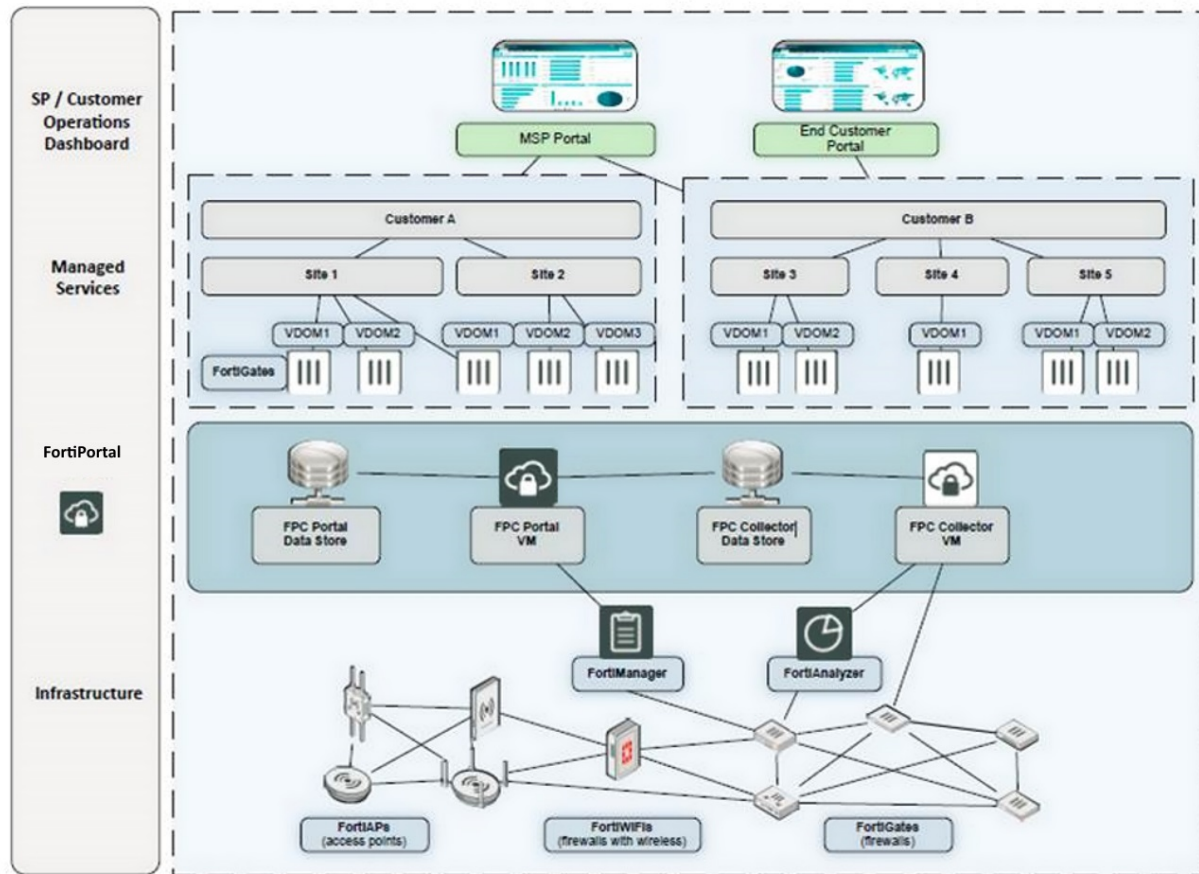 SP / Customer
Operations
Dashboard
MSP Portal
End Customer
Portal
Managed
Services
Customer A
Customer B
Site 1
Site 2
Site 3
Site 4
Site 5
VDOM1
VDOM2
VDOM1
VDOM2
VDOM3
VDOM1
VDOM2
VDOM1
VDOM1
VDOM2
FortiGates
FortiPortal
FPC Portal
Data Store
FPC Portal
VM
FPC Collector
Data Store
FPC Collector
VM
Infrastructure
FortiManager
FortiAnalyzer
FortiAPs
(access points)
FortiWiFis
(firewalls with wireless)
FortiGates
(firewalls)